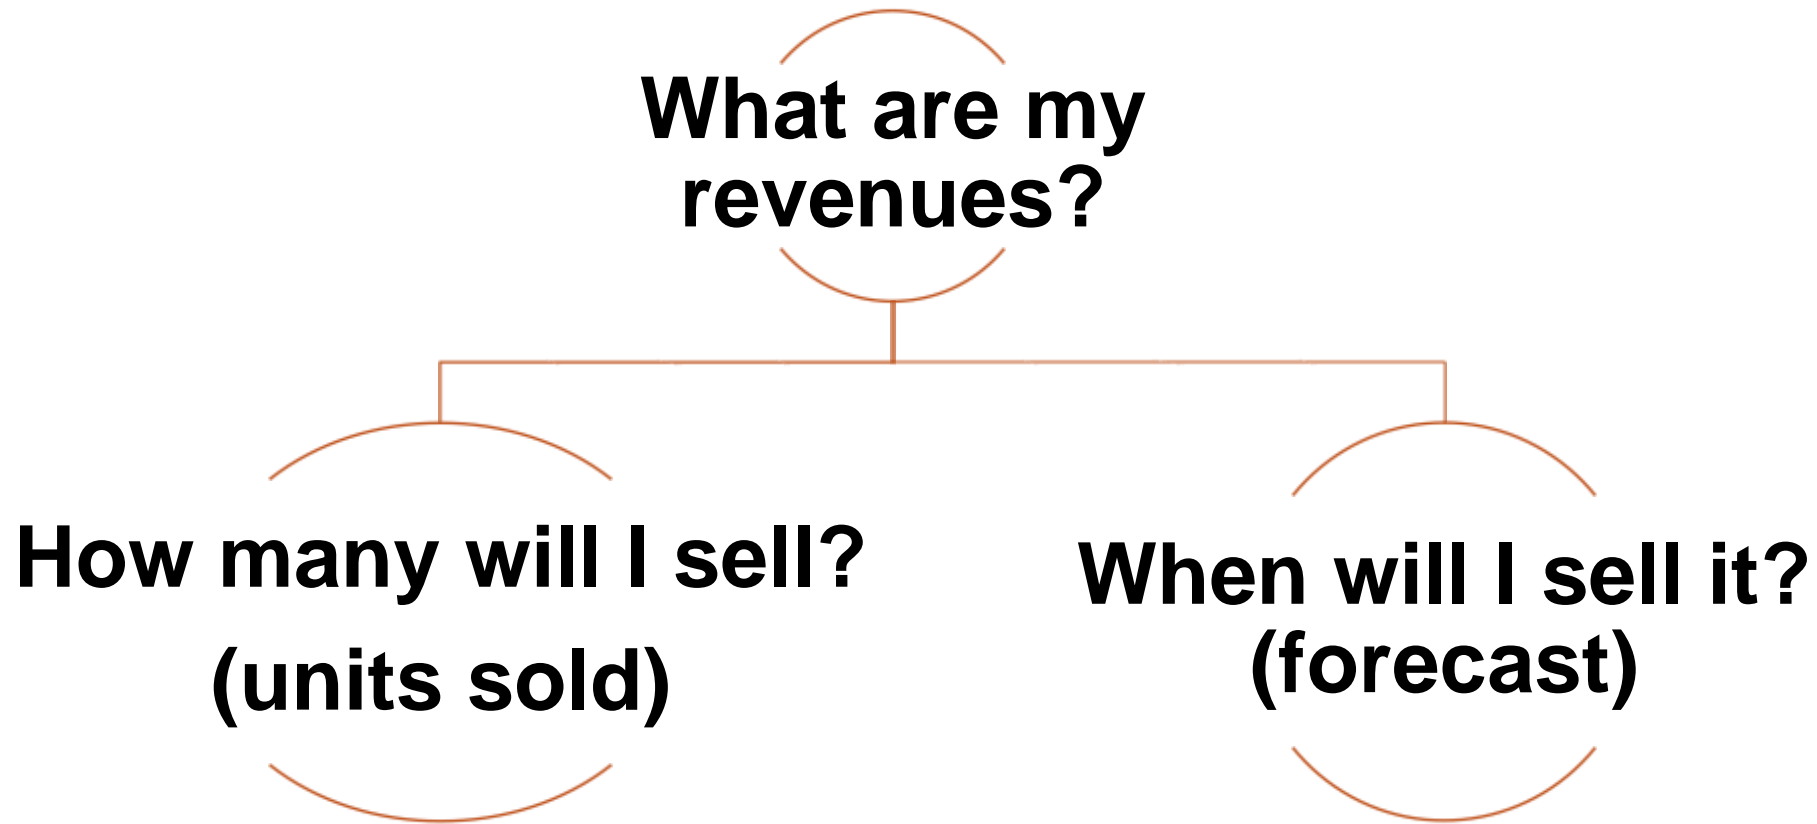 What are my
revenues?
How many will I sell?
(units sold)
When will I sell it?
(forecast)